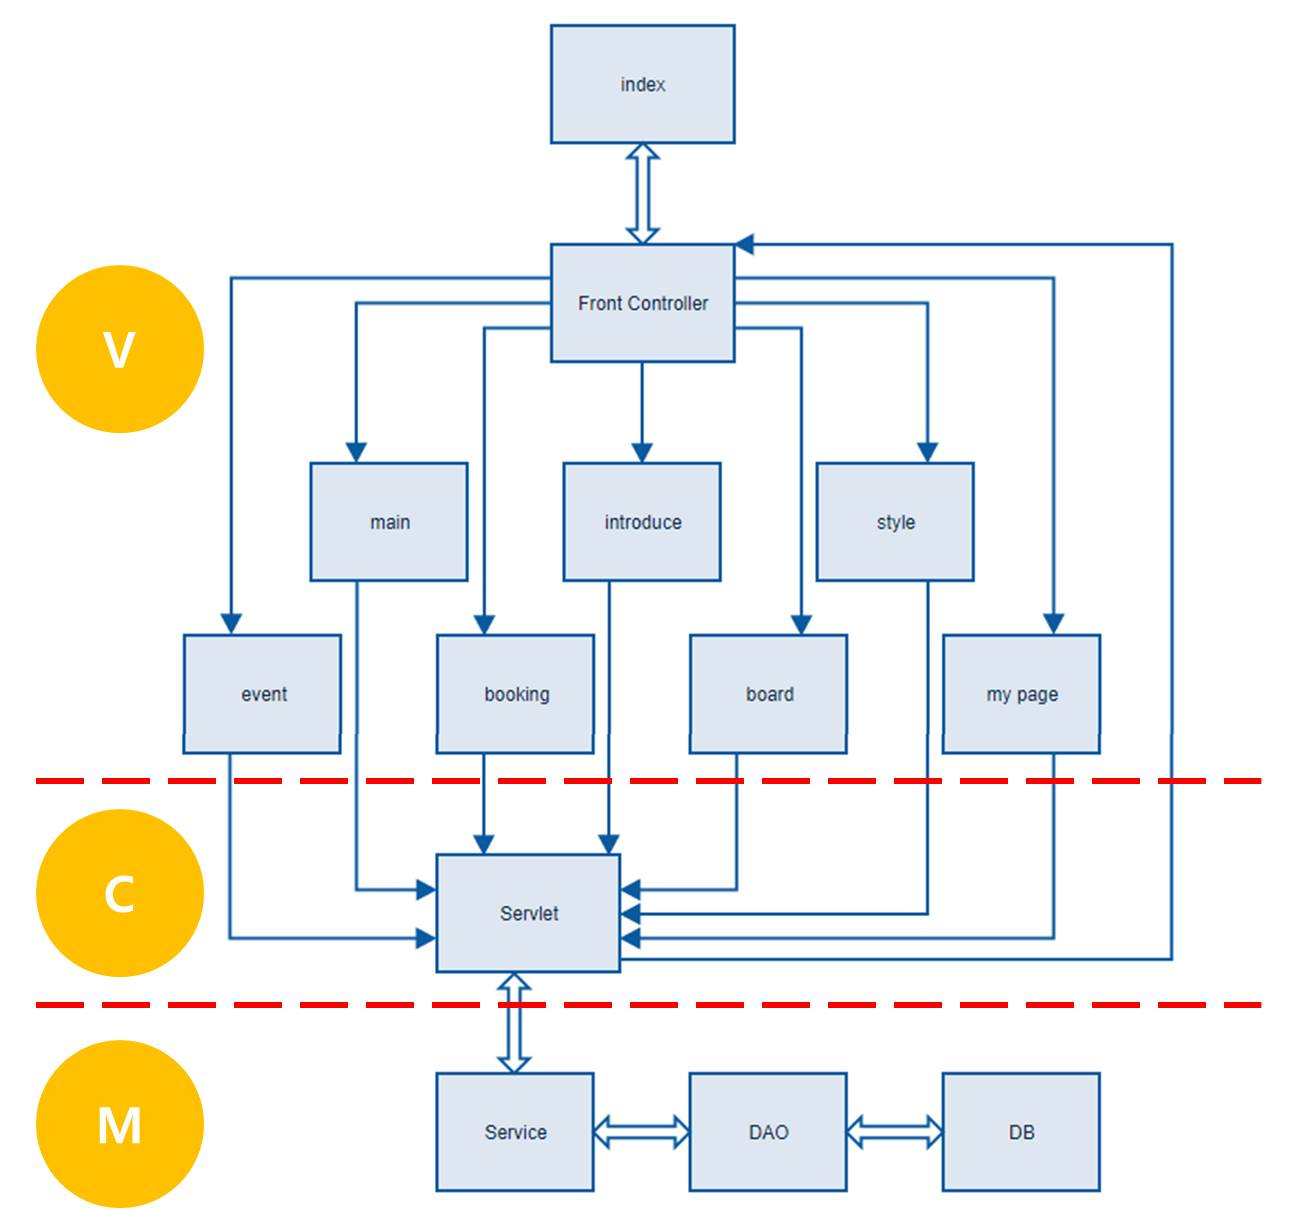 index
Front Controller
V
main
introduce
style
event
booking
board
my page
C
Servlet
M
Service
DAO
DB